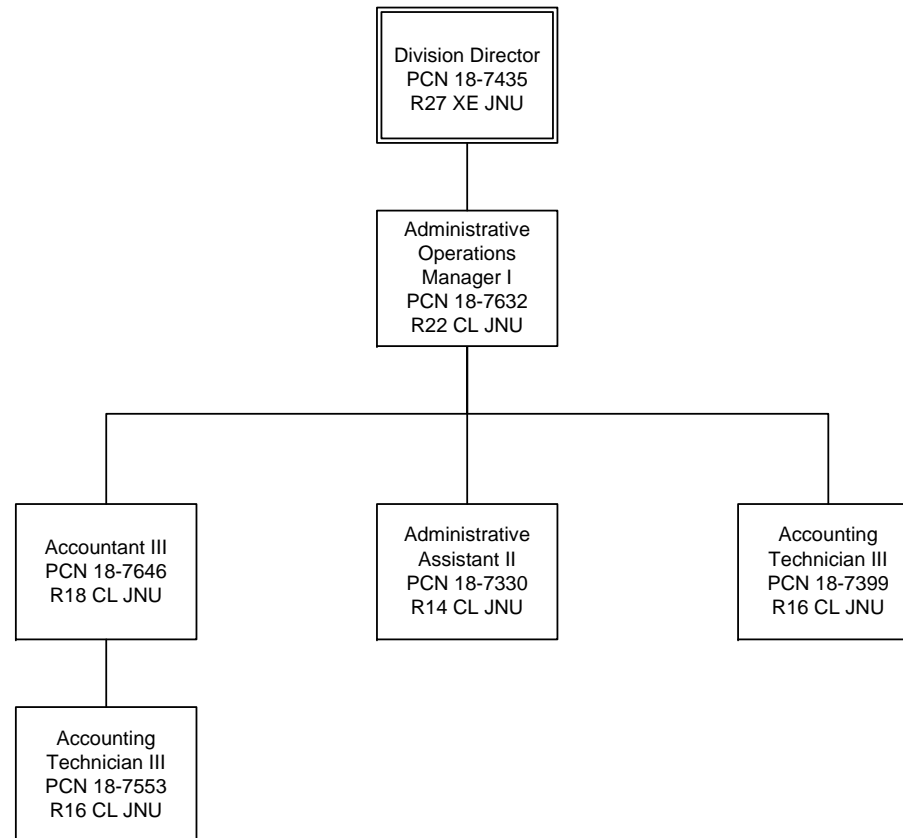 Division Director
PCN 18-7435
R27 XE JNU
Administrative
Operations
Manager I
PCN 18-7632
R22 CL JNU
Accountant III
PCN 18-7646
R18 CL JNU
Administrative
Assistant II
PCN 18-7330
R14 CL JNU
Accounting
Technician III
PCN 18-7399
R16 CL JNU
Accounting
Technician III
PCN 18-7553
R16 CL JNU